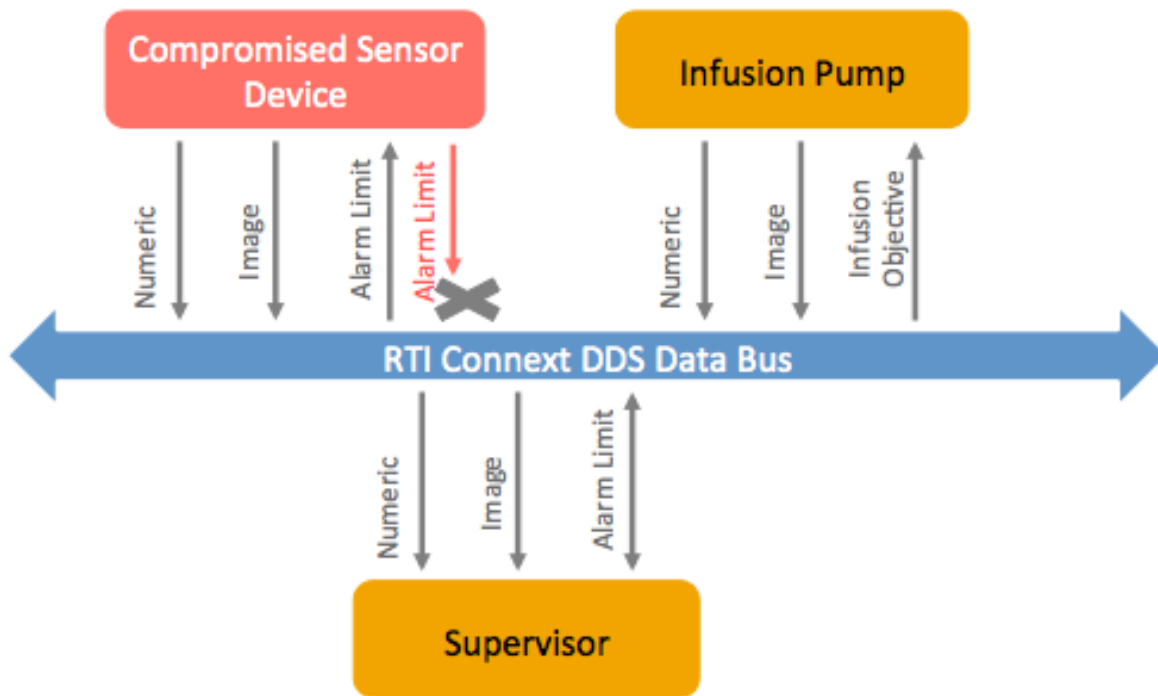 Compromised Sensor
Device
Infusion Pump
Numeric
Image
Alarm Limit
Alarm Limit
Numeric
Image
Infusion
Objective
RTI Connext DDS Data Bus
Numeric
Image
Alarm Limit
Supervisor